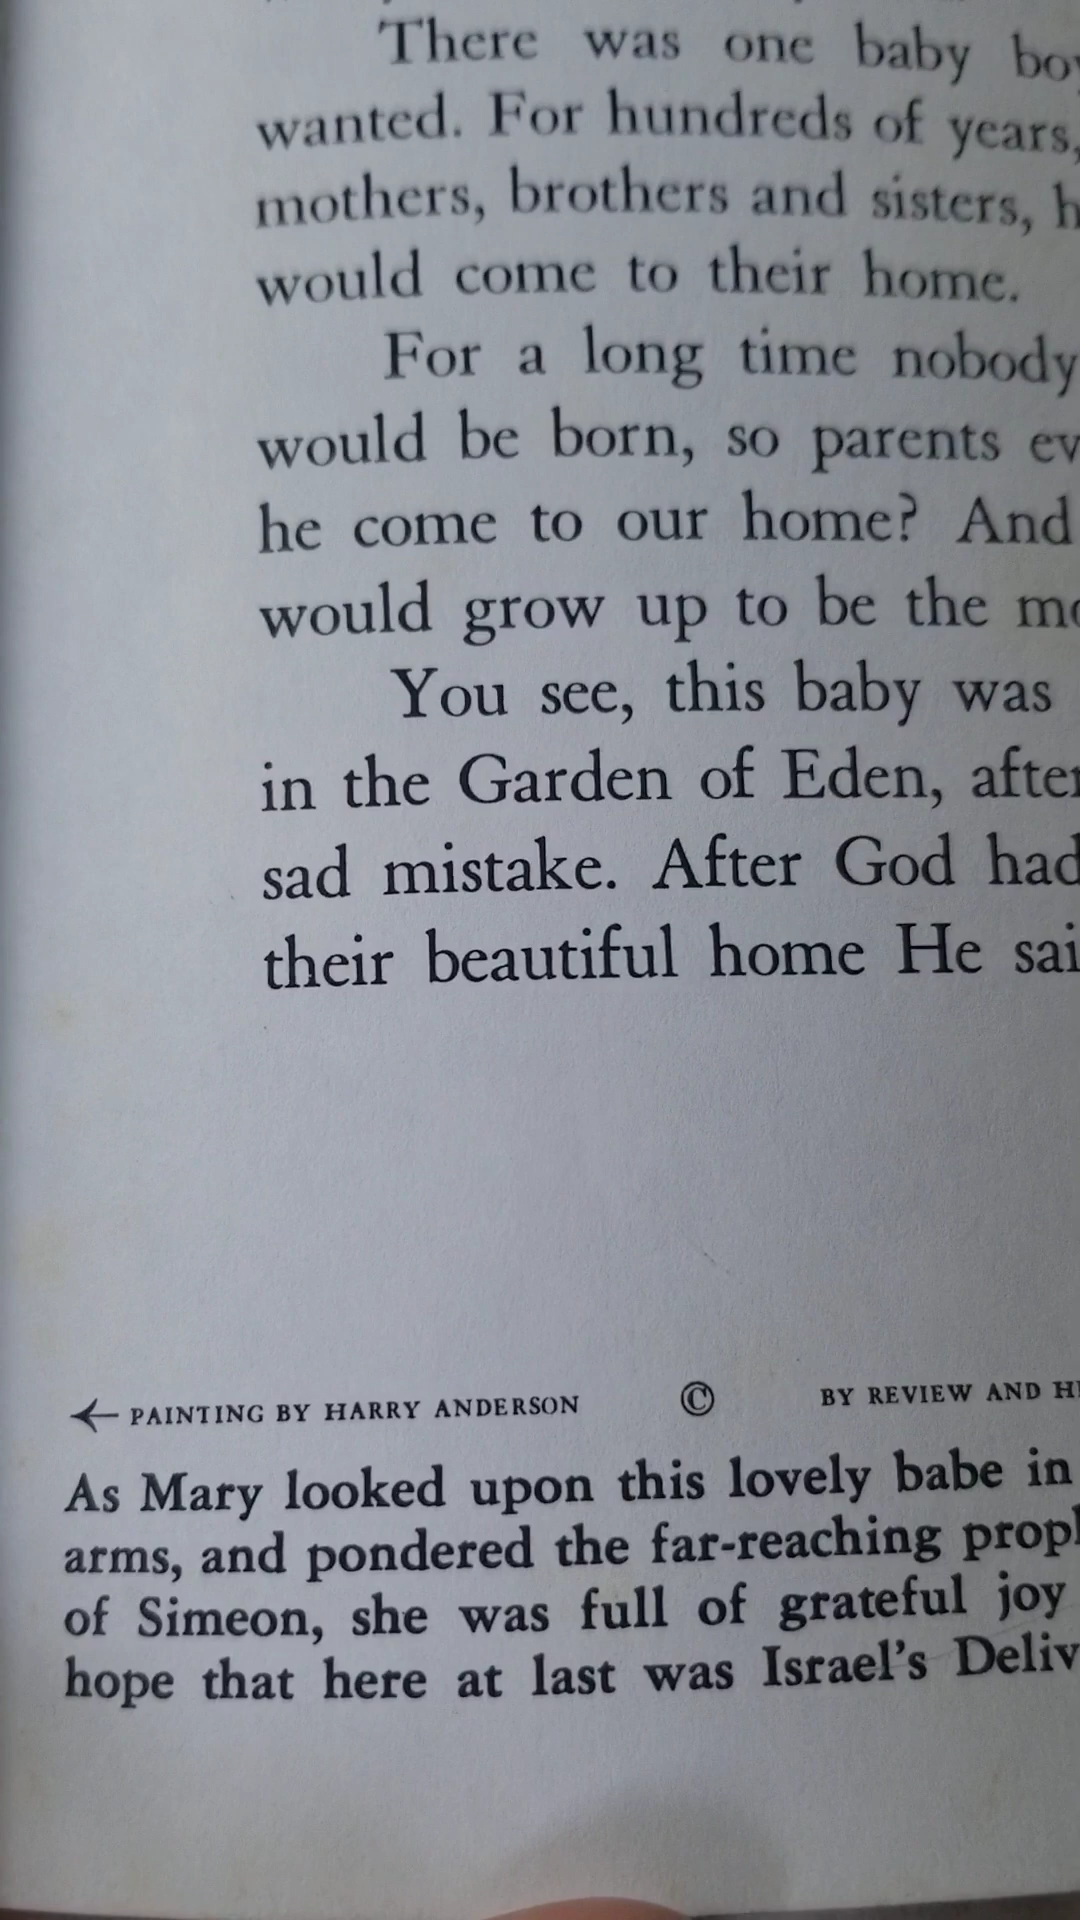 There was one baby
wanted. For hundreds of years,
mothers, brothers and sisters,
would come to their home.
For a long time nobody
would be born, so parents
he come to our home? And
would grow up to be the
You see, this baby was
in the Garden of Eden,
sad mistake. After God had
their beautiful home He
← PAINTING BY HARRY ANDERSON © BY REVIEW AND
As Mary looked upon this lovely babe in
arms, and pondered the far-reaching
of Simeon, she was full of grateful joy
hope that here at last was Israel's